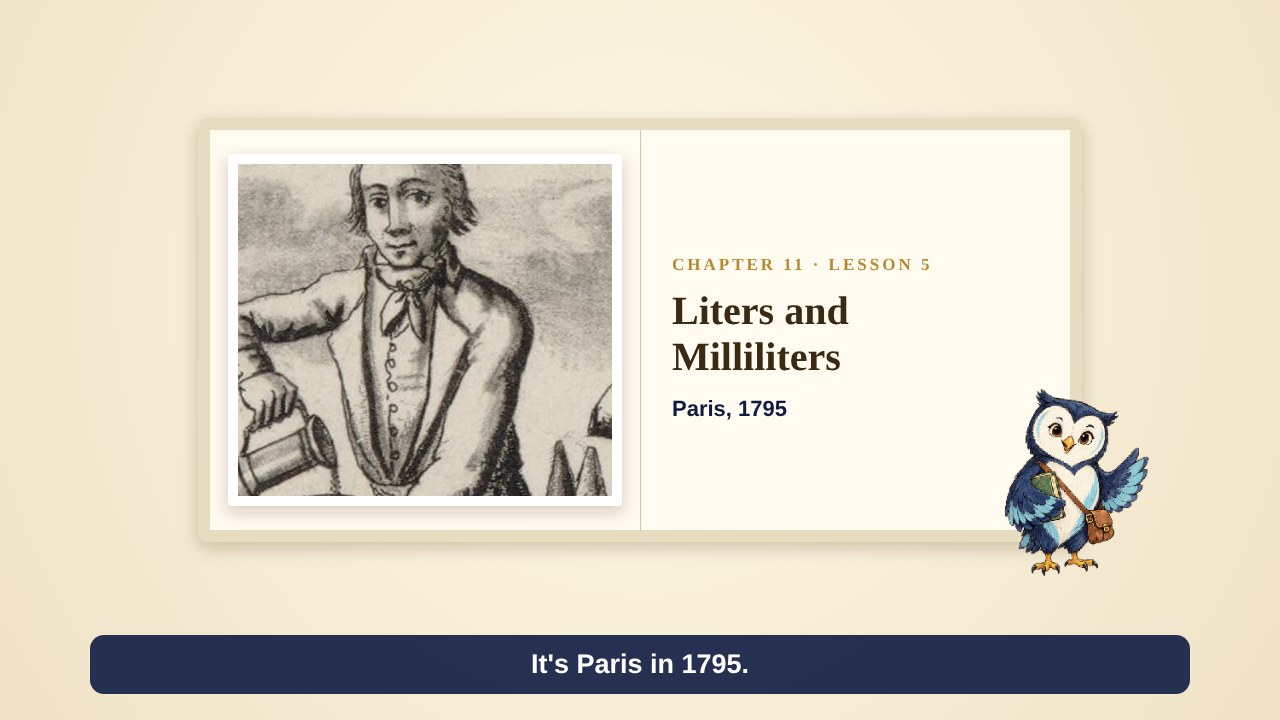 CHAPTER 11 · LESSON 5
Liters and
Milliliters
Paris, 1795
It's Paris in 1795.